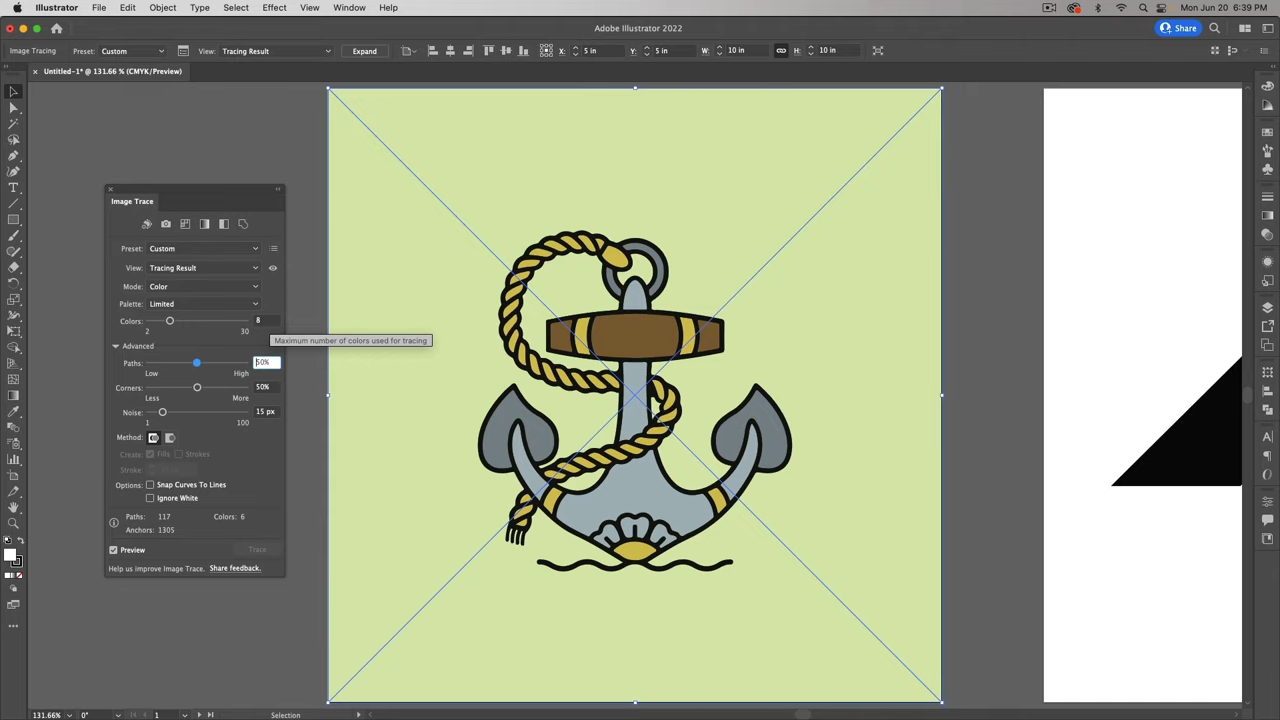 Illustrator File Edit Object Type Select Effect View Window Help Mon Jun 20 6:39 PM
Adobe Illustrator 2022 Share
Image Tracing Preset: Custom View: Tracing Result Expand X: 5 in Y: 5 in W: 10 in H: 10 in
× Untitled-1* @ 131.66 % (CMYK/Preview)
Image Trace
Preset: Custom
View: Tracing Result
Mode: Color
Palette: Limited
Colors: 8
2 30
Maximum number of colors used for tracing
Advanced
Paths: 50%
Low High
Corners: 50%
Less More
Noise: 15 px
1 100
Method:
Create: Fills Strokes
Stroke:
Options: Snap Curves To Lines
Ignore White
Paths: 117 Colors: 6
Anchors: 1305
Preview Trace
Help us improve Image Trace. Share feedback.
131.66% 0° 1 Selection